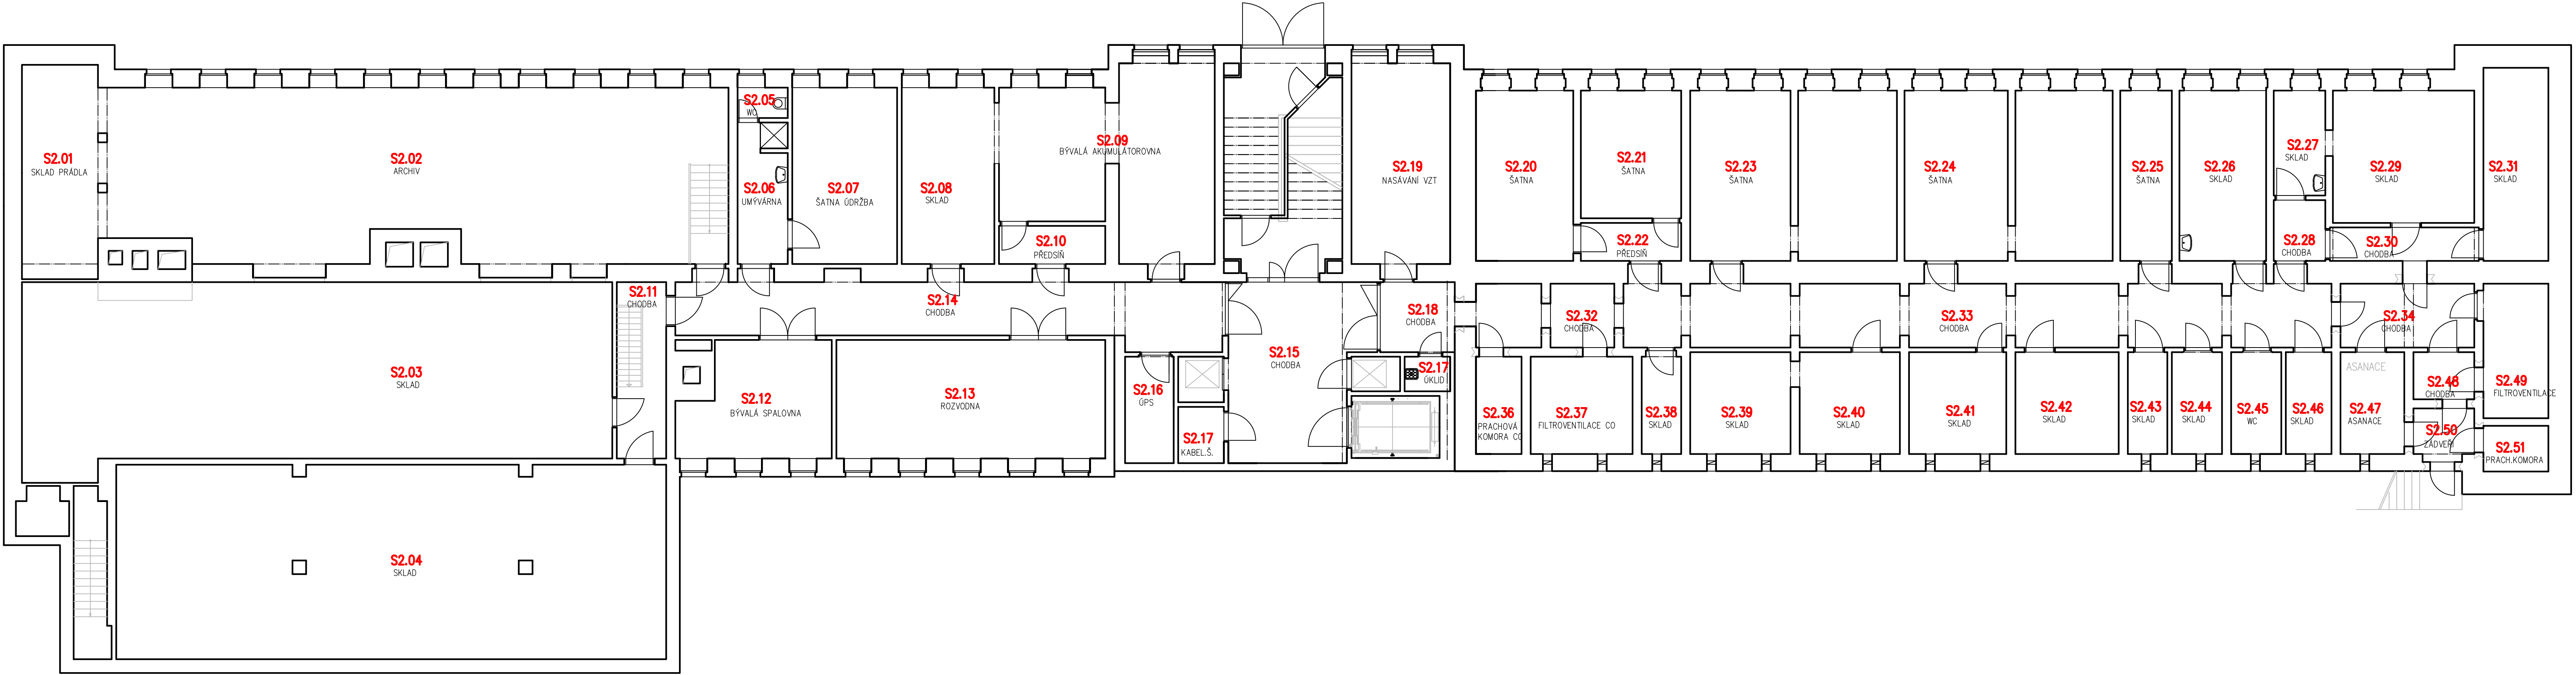 S2.01
SKLAD PRÁDLA
S2.02
ARCHIV
S2.03
SKLAD
S2.04
SKLAD
S2.05
WC
S2.06
UMÝVÁRNA
S2.07
ŠATNA ÚDRŽBA
S2.08
SKLAD
S2.09
BÝVALÁ AKUMULÁTOROVNA
S2.10
PŘEDSÍŇ
S2.11
CHODBA
S2.12
BÝVALÁ SPALOVNA
S2.13
ROZVODNA
S2.14
CHODBA
S2.15
CHODBA
S2.16
ÚPS
S2.17
KABEL.Š.
S2.17
ÚKLID
S2.18
CHODBA
S2.19
NASÁVÁNÍ VZT
S2.20
ŠATNA
S2.21
ŠATNA
S2.22
PŘEDSÍŇ
S2.23
ŠATNA
S2.24
ŠATNA
S2.25
ŠATNA
S2.26
SKLAD
S2.27
SKLAD
S2.28
CHODBA
S2.29
SKLAD
S2.30
CHODBA
S2.31
SKLAD
S2.32
CHODBA
S2.33
CHODBA
S2.34
CHODBA
S2.36
PRACHOVÁ
KOMORA CO
S2.37
FILTROVENTILACE CO
S2.38
SKLAD
S2.39
SKLAD
S2.40
SKLAD
S2.41
SKLAD
S2.42
SKLAD
S2.43
SKLAD
S2.44
SKLAD
S2.45
WC
S2.46
SKLAD
ASANACE
S2.47
ASANACE
S2.48
CHODBA
S2.49
FILTROVENTILACE
S2.50
ZÁDVEŘÍ
S2.51
PRACH.KOMORA